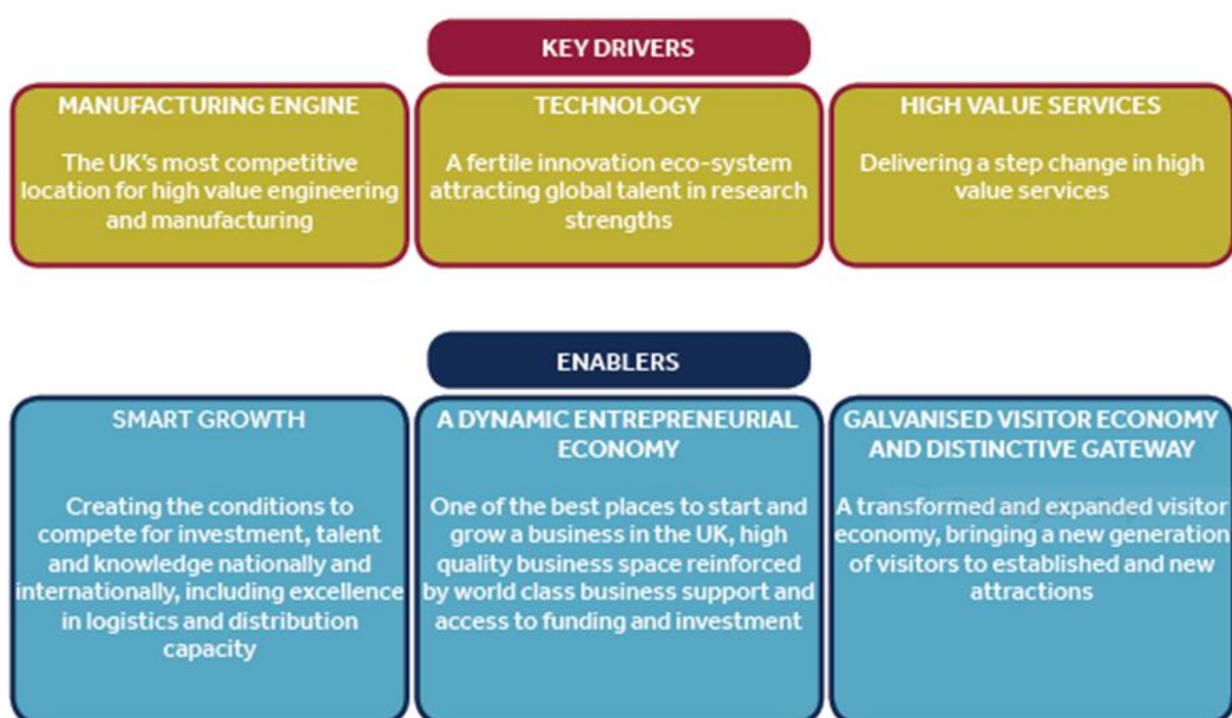 KEY DRIVERS
MANUFACTURING ENGINE
The UK's most competitive
location for high value engineering
and manufacturing
TECHNOLOGY
A fertile innovation eco-system
attracting global talent in research
strengths
HIGH VALUE SERVICES
Delivering a step change in high
value services
ENABLERS
SMART GROWTH
Creating the conditions to
compete for investment, talent
and knowledge nationally and
internationally, including excellence
in logistics and distribution
capacity
A DYNAMIC ENTREPRENEURIAL
ECONOMY
One of the best places to start and
grow a business in the UK, high
quality business space reinforced
by world class business support and
access to funding and investment
GALVANISED VISITOR ECONOMY
AND DISTINCTIVE GATEWAY
A transformed and expanded visitor
economy, bringing a new generation
of visitors to established and new
attractions